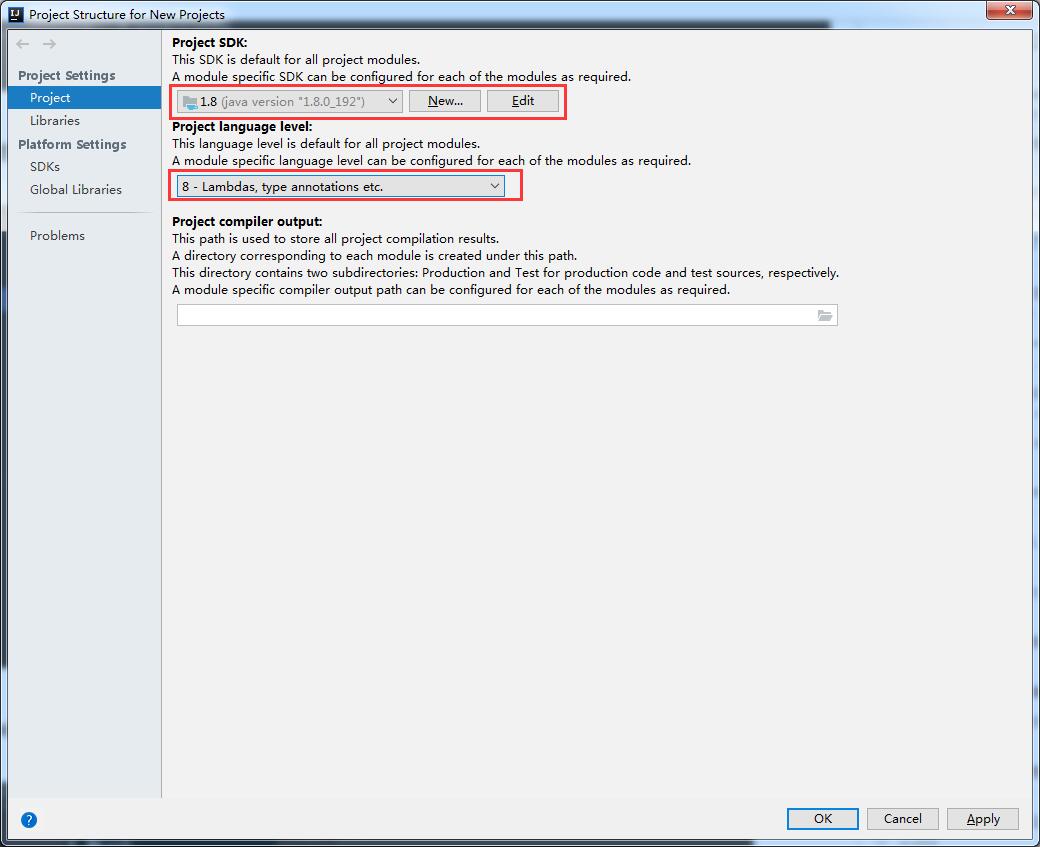 IJ Project Structure for New Projects
Project Settings
Project
Libraries
Platform Settings
SDKs
Global Libraries
Problems
Project SDK:
This SDK is default for all project modules.
A module specific SDK can be configured for each of the modules as required.
1.8 (java version "1.8.0_192") New... Edit
Project language level:
This language level is default for all project modules.
A module specific language level can be configured for each of the modules as required.
8 - Lambdas, type annotations etc.
Project compiler output:
This path is used to store all project compilation results.
A directory corresponding to each module is created under this path.
This directory contains two subdirectories: Production and Test for production code and test sources, respectively.
A module specific compiler output path can be configured for each of the modules as required.
? OK Cancel Apply